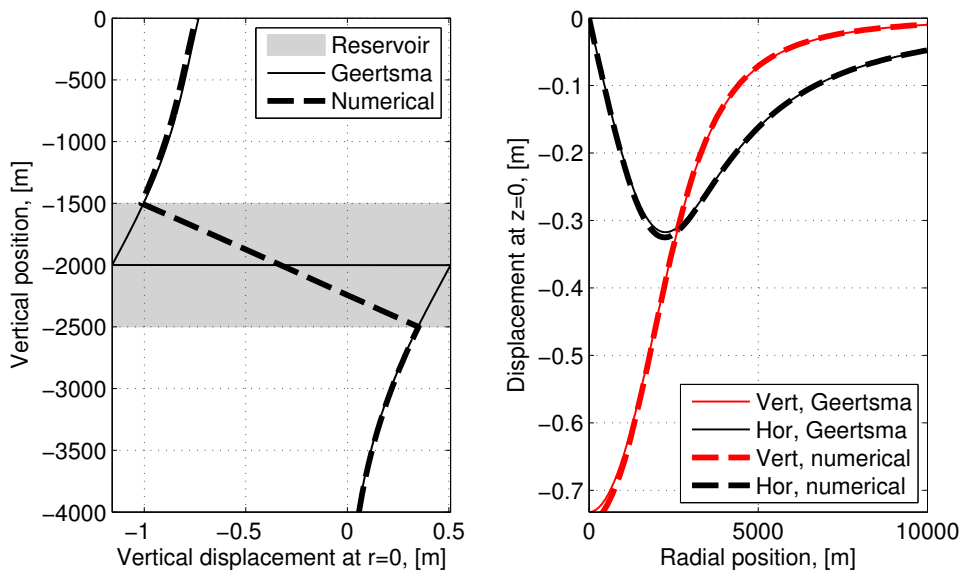 0
−500
−1000
−1500
−2000
−2500
−3000
−3500
−4000
Vertical position, [m]
−1
−0.5
0
0.5
Vertical displacement at r=0, [m]
Reservoir
Geertsma
Numerical
0
−0.1
−0.2
−0.3
−0.4
−0.5
−0.6
−0.7
Displacement at z=0, [m]
0
5000
10000
Radial position, [m]
Vert, Geertsma
Hor, Geertsma
Vert, numerical
Hor, numerical